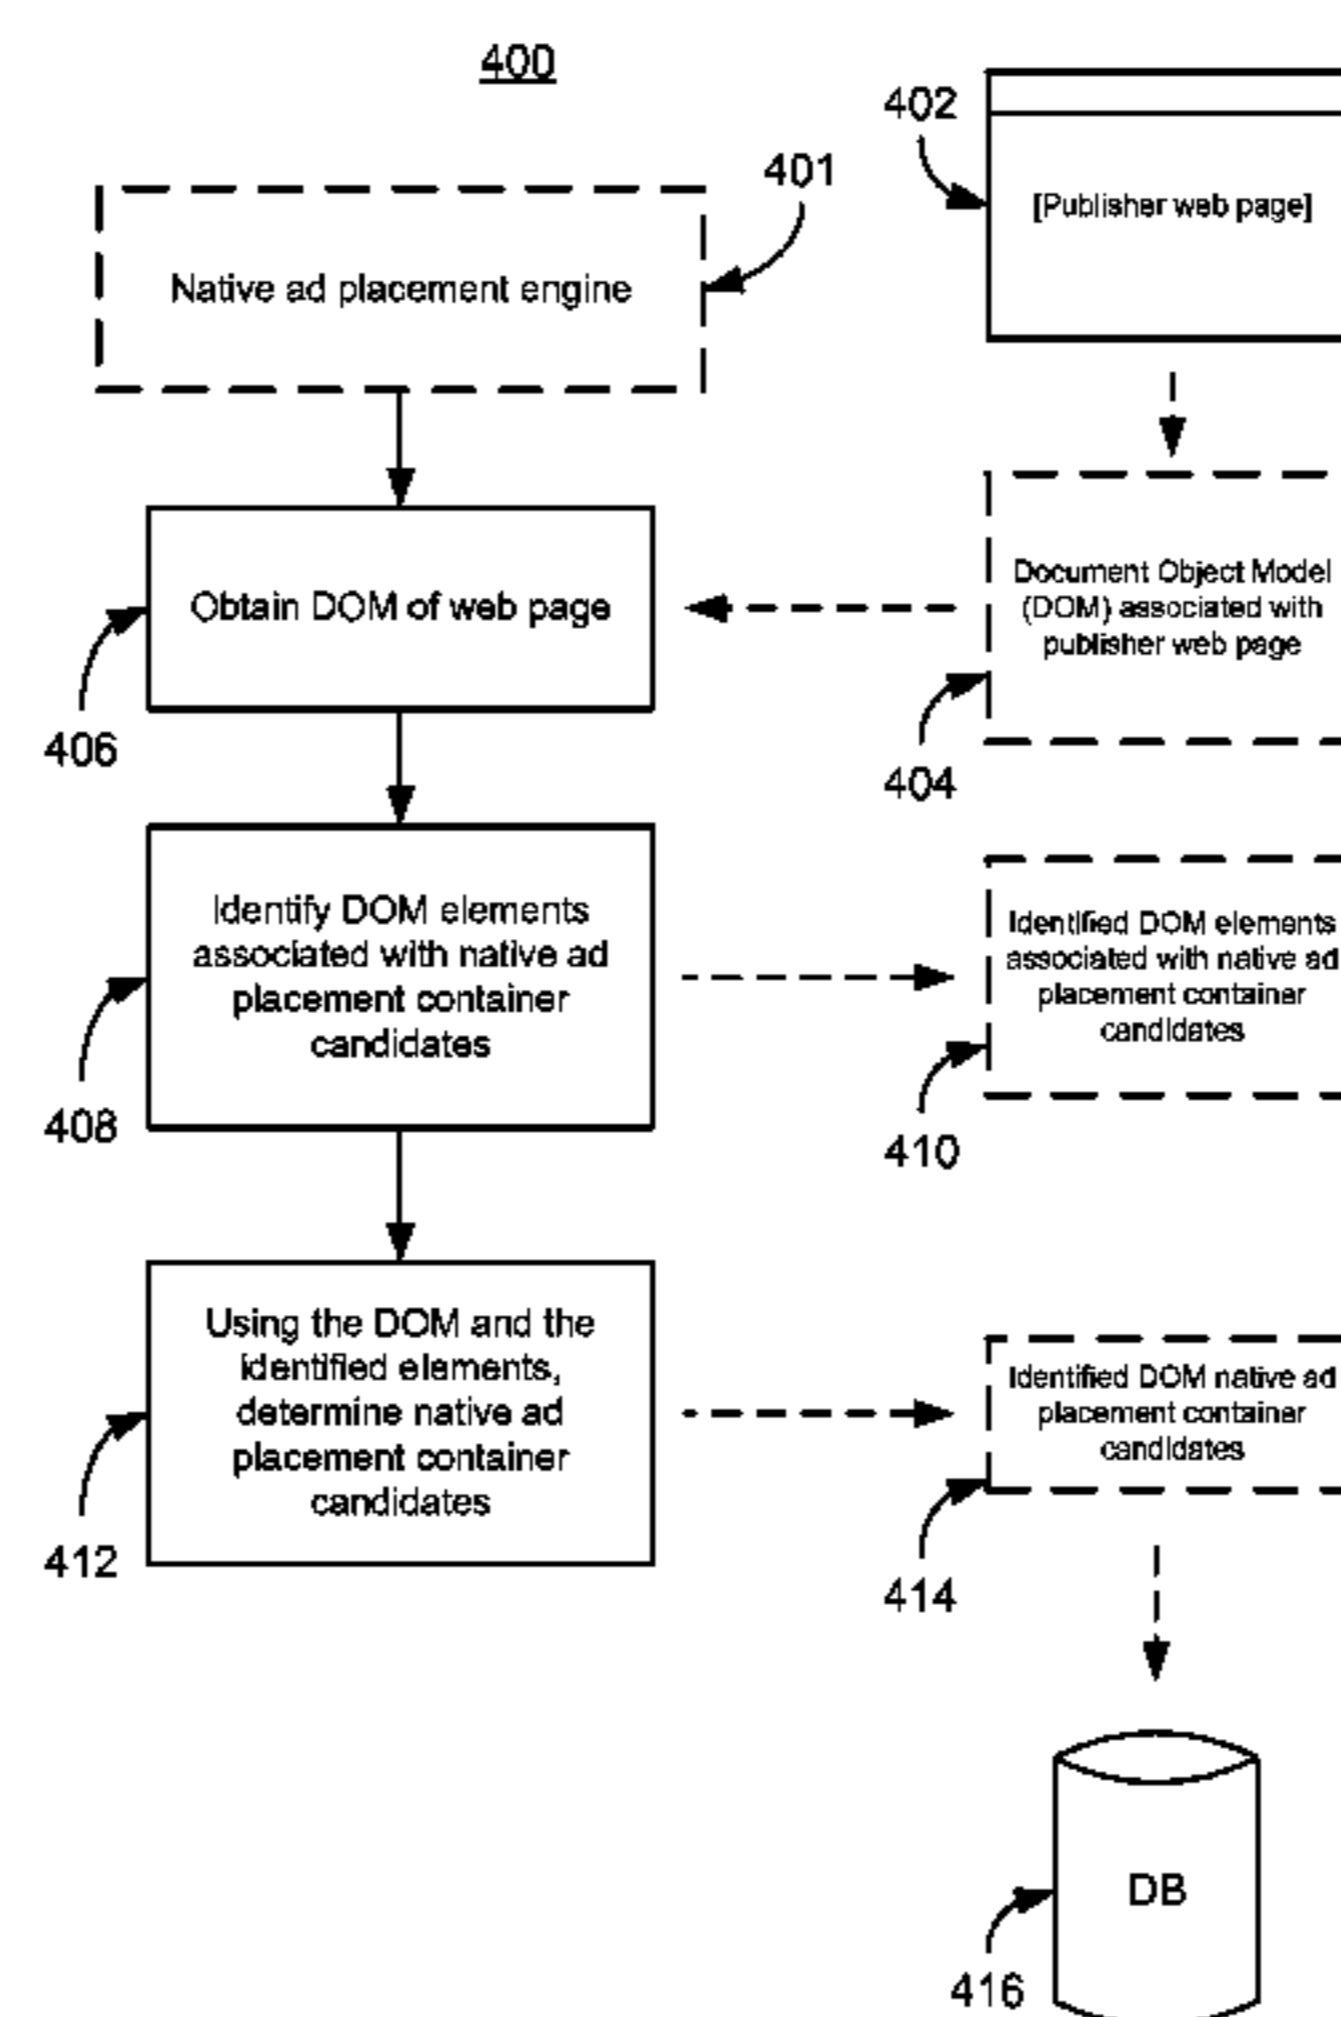 400
402
401
[Publisher web page]
Native ad placement engine
Obtain DOM of web page
406
Document Object Model
(DOM) associated with
publisher web page
404
Identify DOM elements
associated with native ad
placement container
candidates
408
Identified DOM elements
associated with native ad
placement container
candidates
410
Using the DOM and the
identified elements,
determine native ad
placement container
candidates
412
Identified DOM native ad
placement container
candidates
414
DB
416